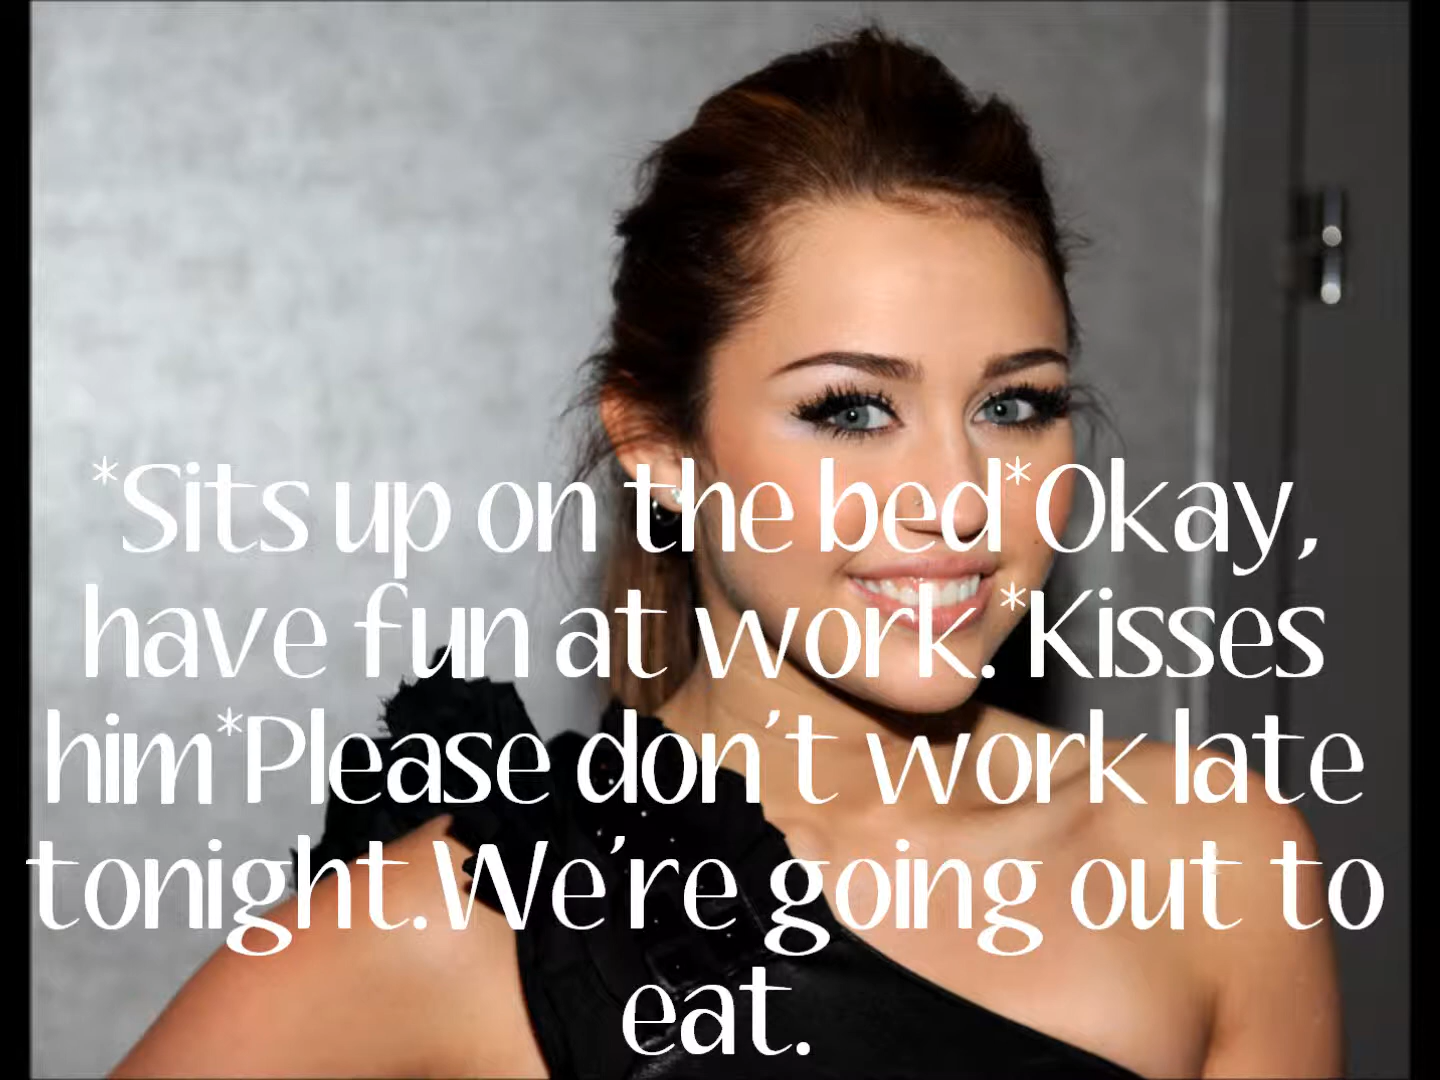 *Sits up on the bed*Okay,
have fun at work.*Kisses
him*Please don't work late
tonight.We're going out to
eat.